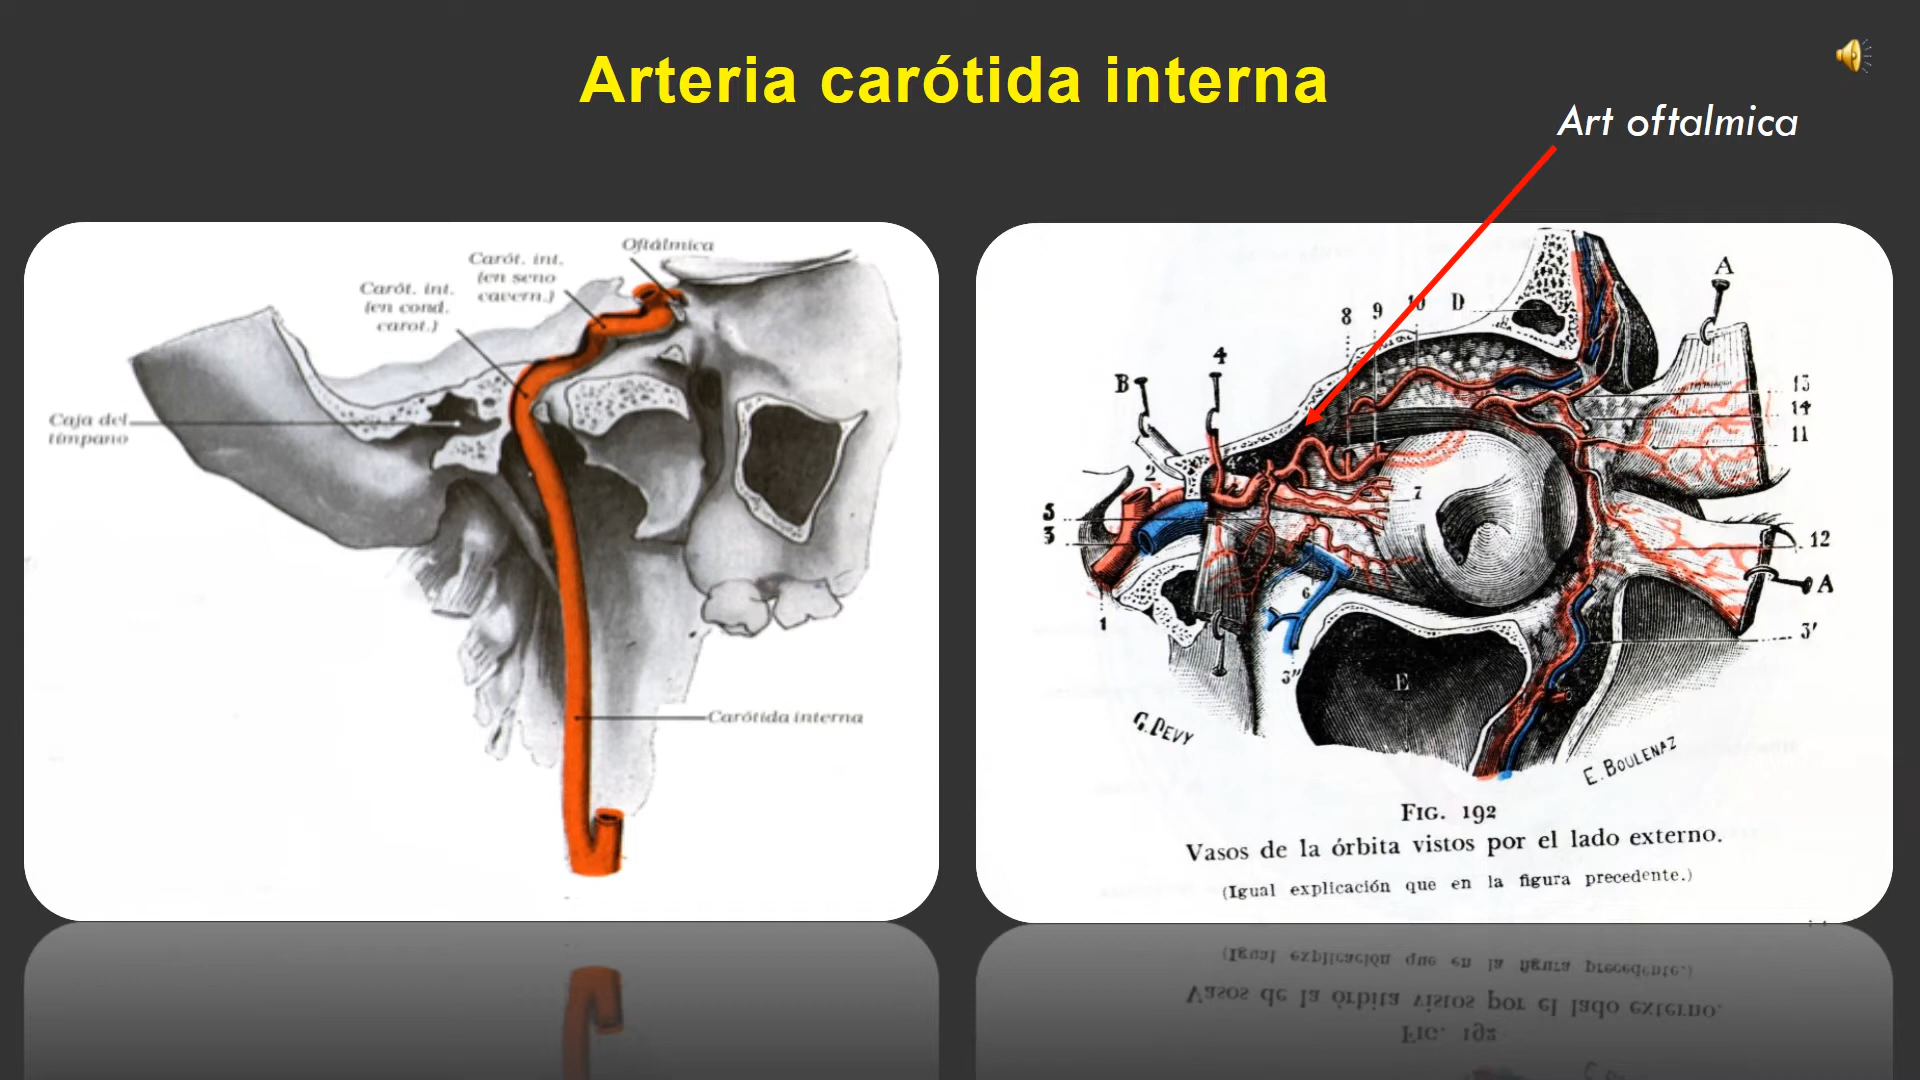 Arteria carótida interna
Art oftalmica
Oftálmica
Carót. int.
(en seno
cavern.)
Carót. int.
(en cond.
carot.)
Caja del
tímpano
Carótida interna
A
8 9 10 D
4
B
13
14
11
2
7
5
3
12
A
6
1
3'
3"
E
G. DEVY
E. BOULENAZ
FIG. 192
Vasos de la órbita vistos por el lado externo.
(Igual explicación que en la figura precedente.)